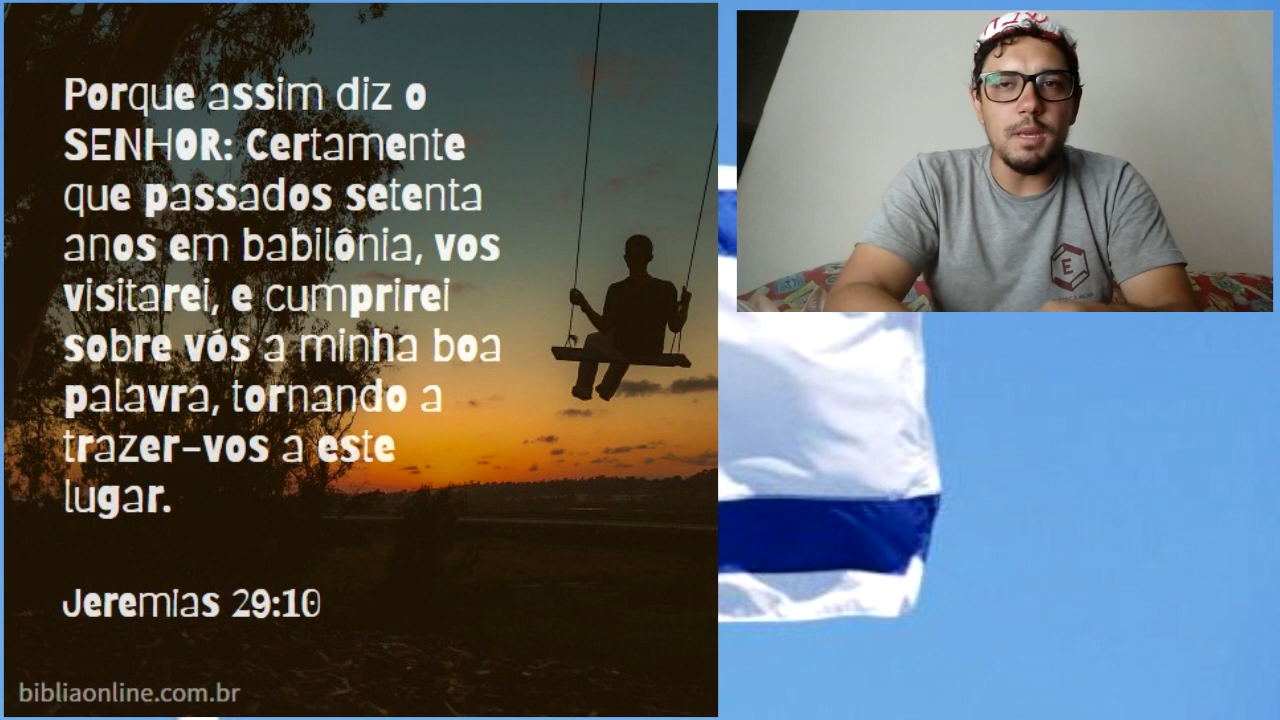 Porque assim diz o
SENHOR: Certamente
que passados setenta
anos em babilônia, vos
visitarei, e cumprirei
sobre vós a minha boa
palavra, tornando a
trazer-vos a este
lugar.
Jeremias 29:10
bibliaonline.com.br
E